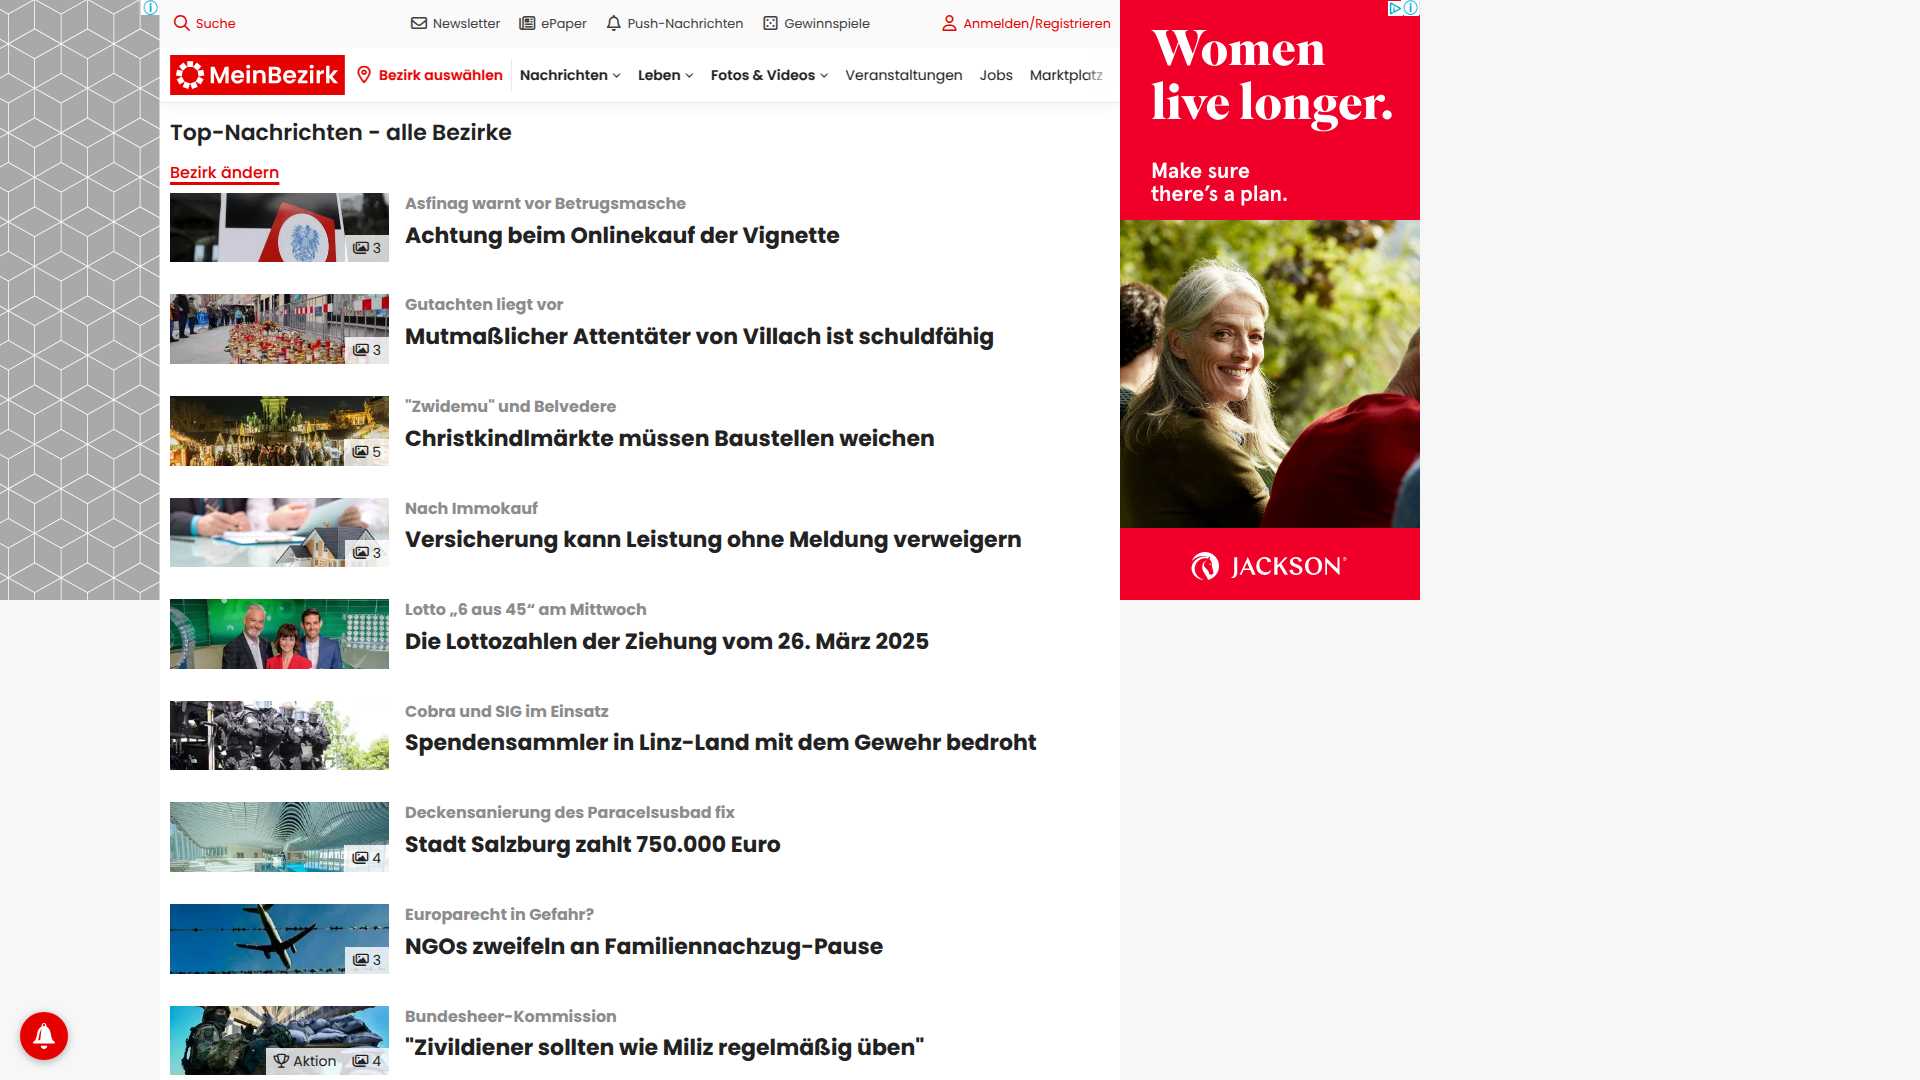 Suche
Newsletter
ePaper
Push-Nachrichten
Gewinnspiele
Anmelden/Registrieren
MeinBezirk
Bezirk auswählen
Nachrichten
Leben
Fotos & Videos
Veranstaltungen
Jobs
Marktplatz
Top-Nachrichten - alle Bezirke
Bezirk ändern
3
Asfinag warnt vor Betrugsmasche
Achtung beim Onlinekauf der Vignette
3
Gutachten liegt vor
Mutmaßlicher Attentäter von Villach ist schuldfähig
5
"Zwidemu" und Belvedere
Christkindlmärkte müssen Baustellen weichen
3
Nach Immokauf
Versicherung kann Leistung ohne Meldung verweigern
Lotto „6 aus 45“ am Mittwoch
Die Lottozahlen der Ziehung vom 26. März 2025
Cobra und SIG im Einsatz
Spendensammler in Linz-Land mit dem Gewehr bedroht
4
Deckensanierung des Paracelsusbad fix
Stadt Salzburg zahlt 750.000 Euro
3
Europarecht in Gefahr?
NGOs zweifeln an Familiennachzug-Pause
Aktion 4
Bundesheer-Kommission
"Zivildiener sollten wie Miliz regelmäßig üben"
Women
live longer.
Make sure
there's a plan.
JACKSON®